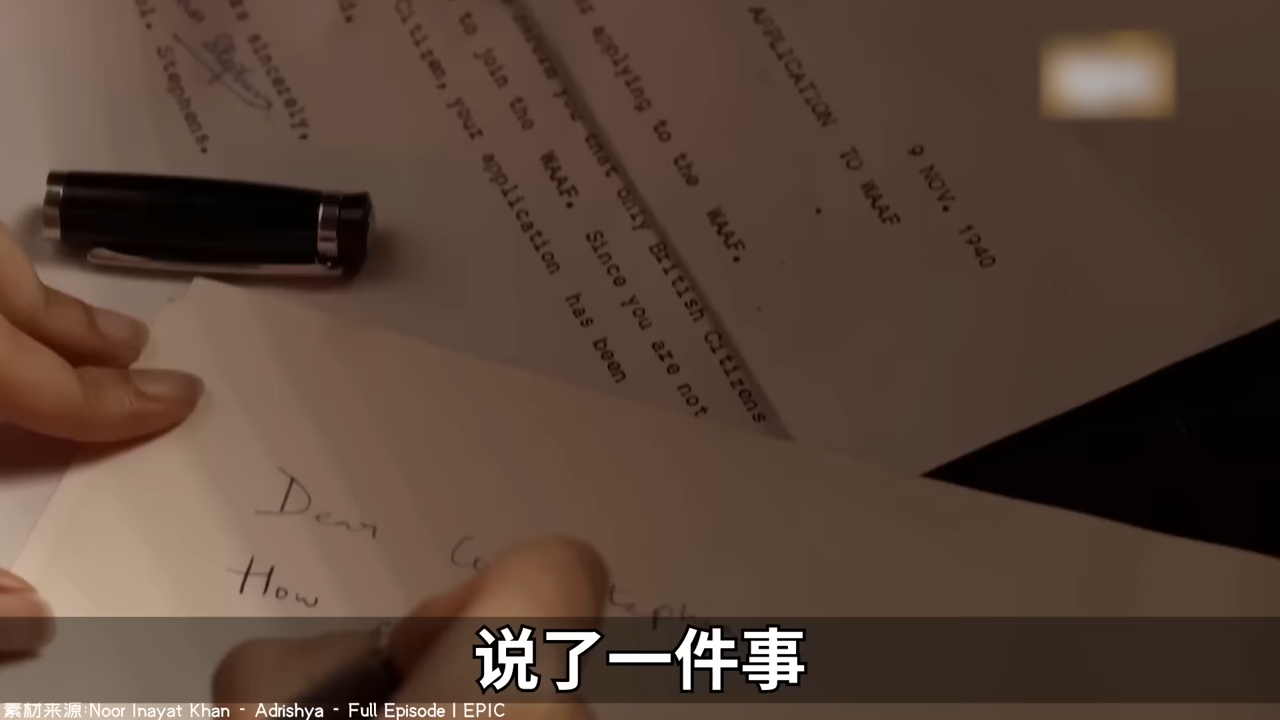 9 NOV. 1940
APPLICATION TO WAAF
applying to the WAAF.
you that only British Citizens
to join the WAAF. Since you are not
Citizen, your application has been
sincerely,
Stephens.
Dear
How
说了一件事
素材来源:Noor Inayat Khan - Adrishya - Full Episode | EPIC